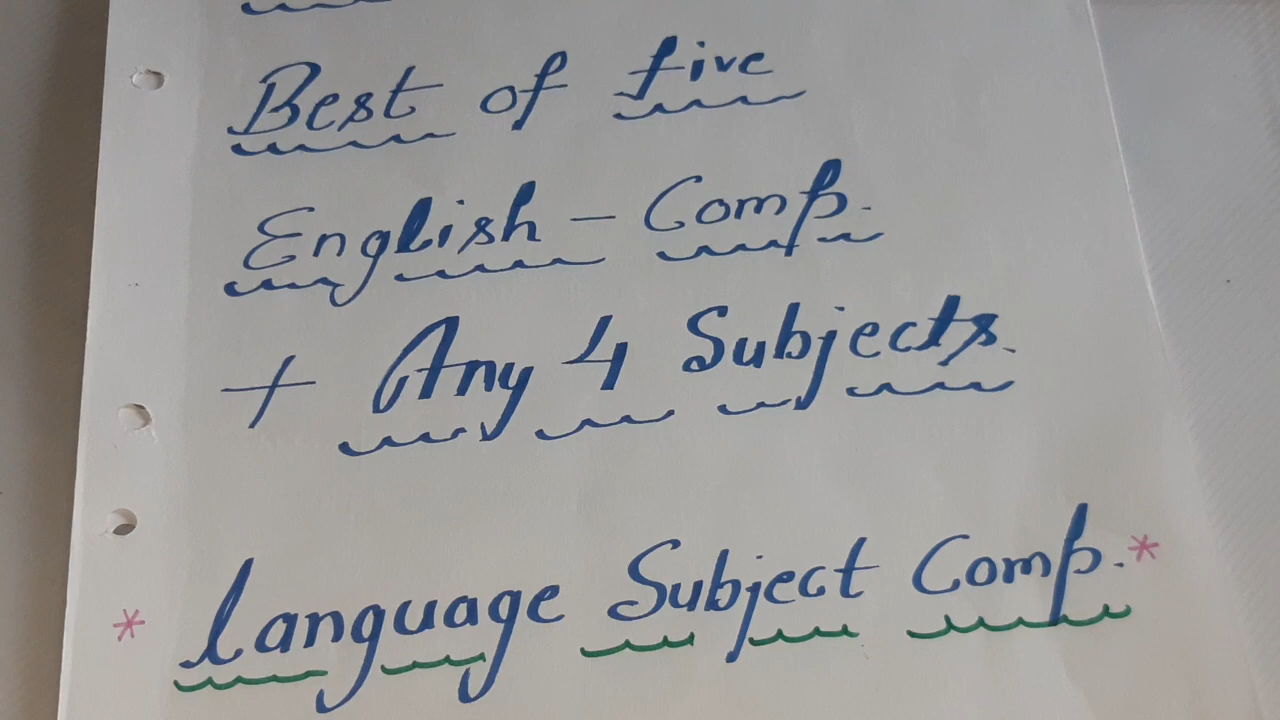 Best of five
English - Comp.
+ Any 4 Subjects.
* Language Subject Comp. *